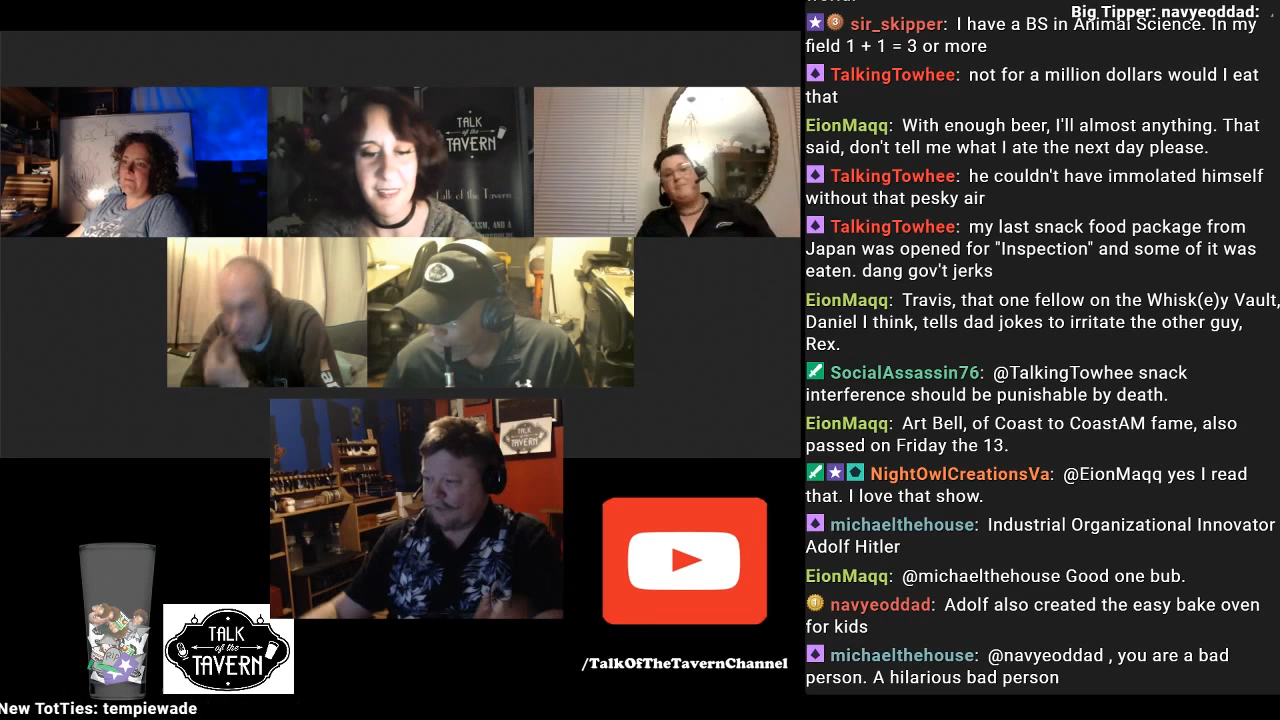 Big Tipper: navyeoddad:
sir_skipper: I have a BS in Animal Science. In my
field 1 + 1 = 3 or more
TalkingTowhee: not for a million dollars would I eat
that
EionMaqq: With enough beer, I'll almost anything. That
said, don't tell me what I ate the next day please.
TalkingTowhee: he couldn't have immolated himself
without that pesky air
TalkingTowhee: my last snack food package from
Japan was opened for "Inspection" and some of it was
eaten. dang gov't jerks
EionMaqq: Travis, that one fellow on the Whisk(e)y Vault,
Daniel I think, tells dad jokes to irritate the other guy,
Rex.
SocialAssassin76: @TalkingTowhee snack
interference should be punishable by death.
EionMaqq: Art Bell, of Coast to CoastAM fame, also
passed on Friday the 13.
NightOwlCreationsVa: @EionMaqq yes I read
that. I love that show.
michaelthehouse: Industrial Organizational Innovator
Adolf Hitler
EionMaqq: @michaelthehouse Good one bub.
navyeoddad: Adolf also created the easy bake oven
for kids
michaelthehouse: @navyeoddad , you are a bad
person. A hilarious bad person
TALK
of the
TAVERN
Talk of the Tavern
TALK
of the
TAVERN
TALK
of the
TAVERN
/TalkOfTheTavernChannel
New TotTies: tempiewade